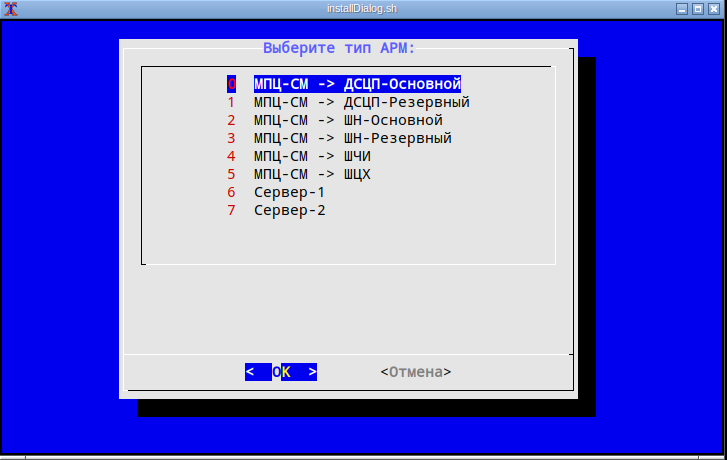 installDialog.sh
Выберите тип АРМ:
0 МПЦ-СМ -> ДСЦП-Основной
1 МПЦ-СМ -> ДСЦП-Резервный
2 МПЦ-СМ -> ШН-Основной
3 МПЦ-СМ -> ШН-Резервный
4 МПЦ-СМ -> ШЧИ
5 МПЦ-СМ -> ШЦХ
6 Сервер-1
7 Сервер-2
< OK > <Отмена>